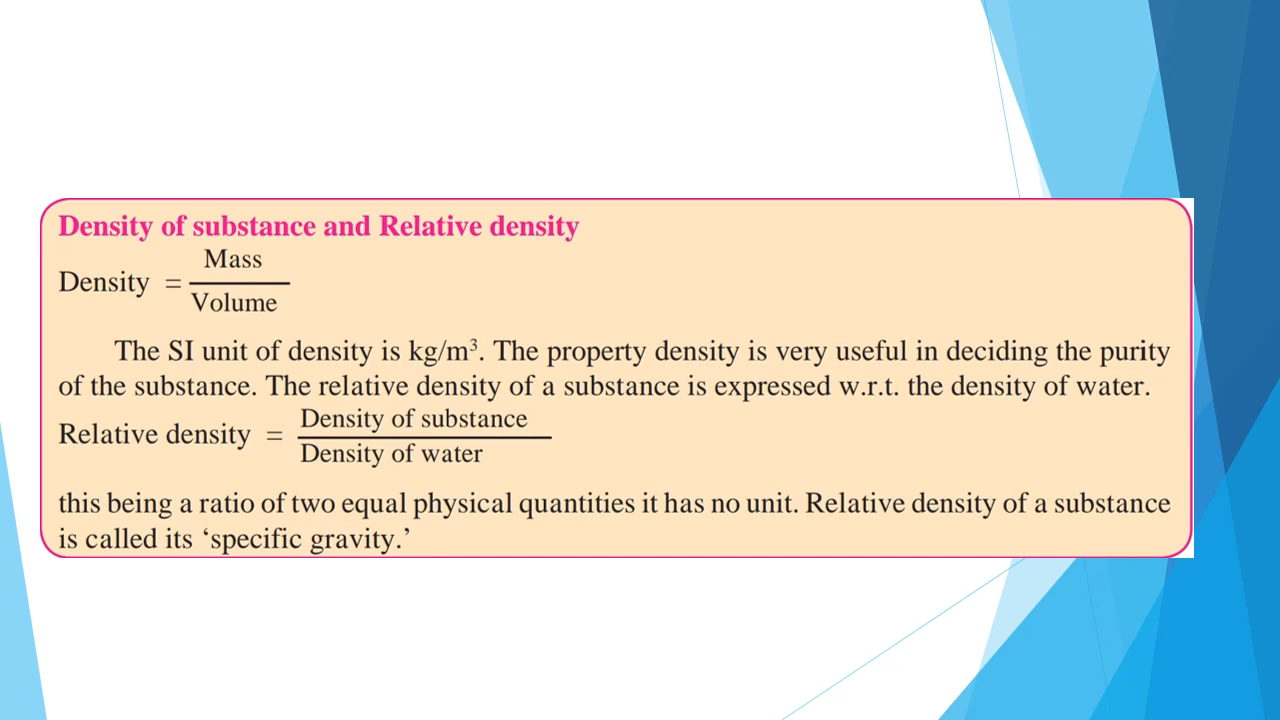 Density of substance and Relative density
Density = Mass
Volume
The SI unit of density is kg/m³. The property density is very useful in deciding the purity
of the substance. The relative density of a substance is expressed w.r.t. the density of water.
Relative density = Density of substance
Density of water
this being a ratio of two equal physical quantities it has no unit. Relative density of a substance
is called its ‘specific gravity.’